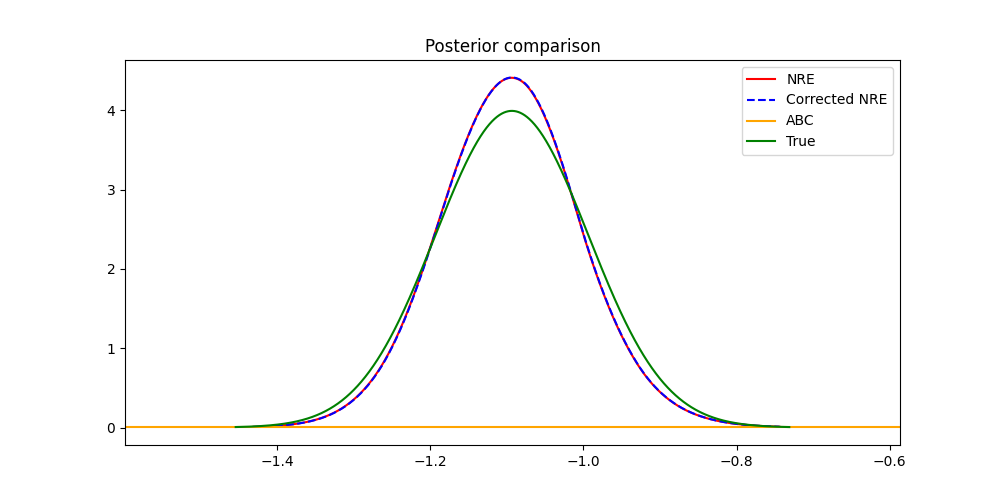 Posterior comparison
NRE
Corrected NRE
ABC
True
4
3
2
1
0
−1.4 −1.2 −1.0 −0.8 −0.6